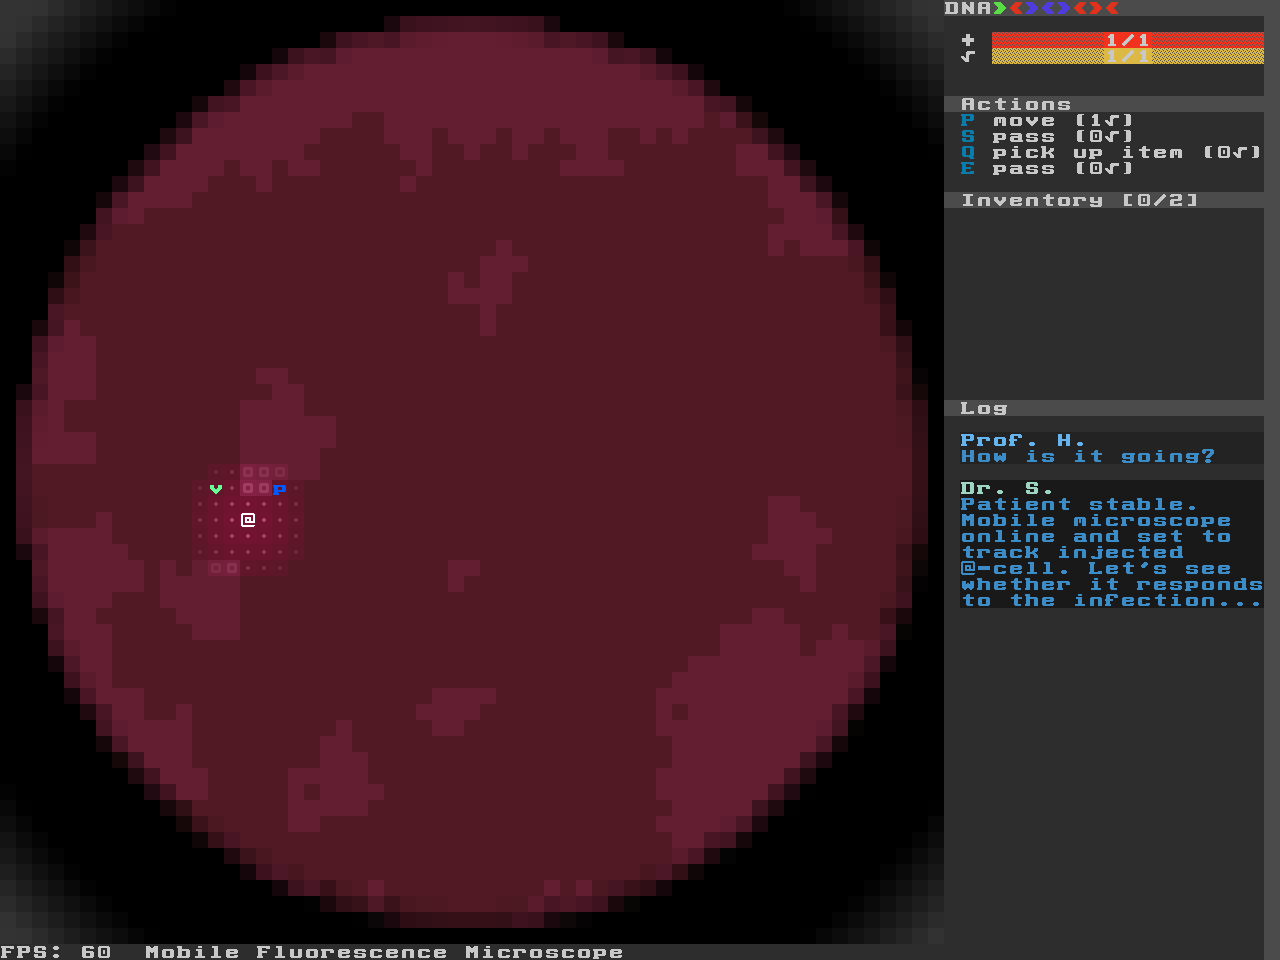 DNA
+ 1/1
√ 1/1
Actions
P move (1√)
S pass (0√)
Q pick up item (0√)
E pass (0√)
Inventory [0/2]
Log
Prof. H.
How is it going?
Dr. S.
Patient stable.
Mobile microscope
online and set to
track injected
@-cell. Let's see
whether it responds
to the infection...
p
@
FPS: 60 Mobile Fluorescence Microscope